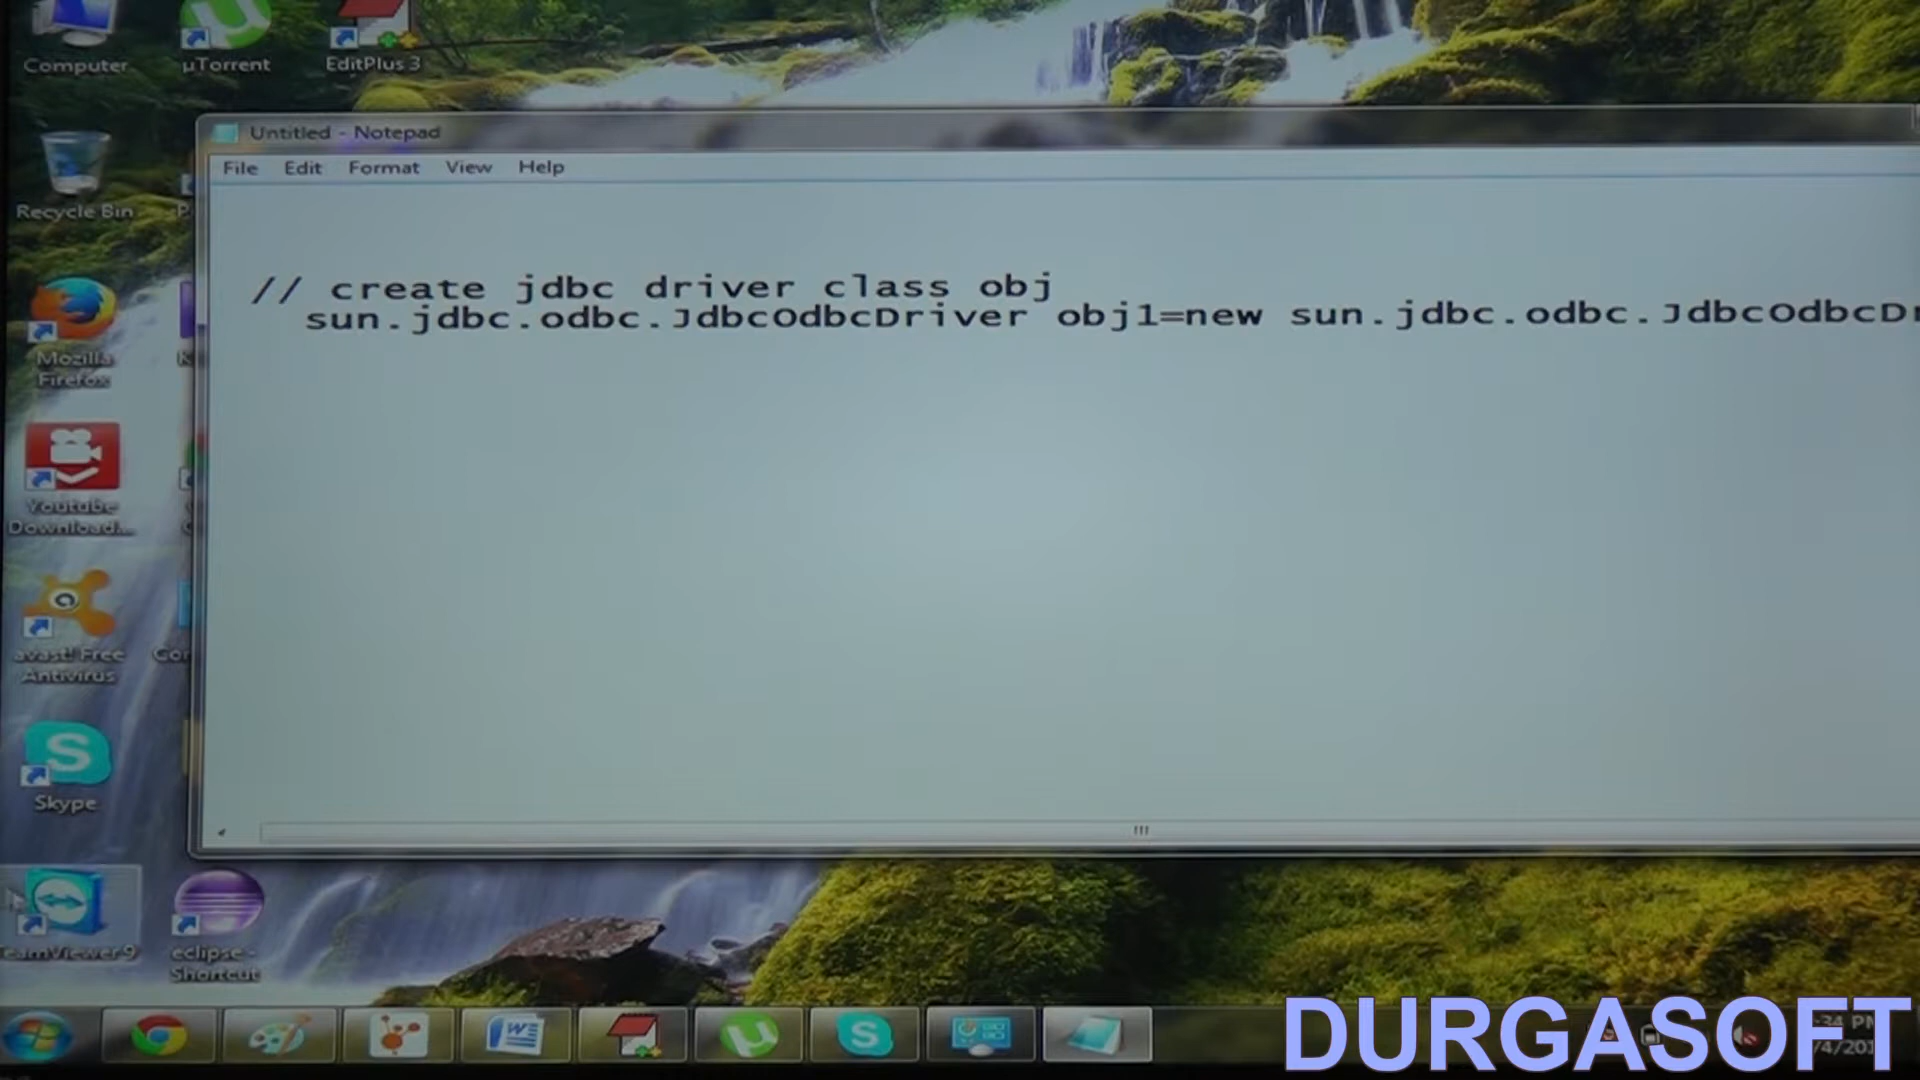 Computer
µTorrent
EditPlus 3
Untitled - Notepad
File Edit Format View Help
Recycle Bin
// create jdbc driver class obj
sun.jdbc.odbc.JdbcOdbcDriver obj1=new sun.jdbc.odbc.JdbcOdbcDr
Mozilla
Firefox
Youtube
Download...
avast! Free
Antivirus
Skype
TeamViewer 9
eclipse -
Shortcut
DURGASOFT